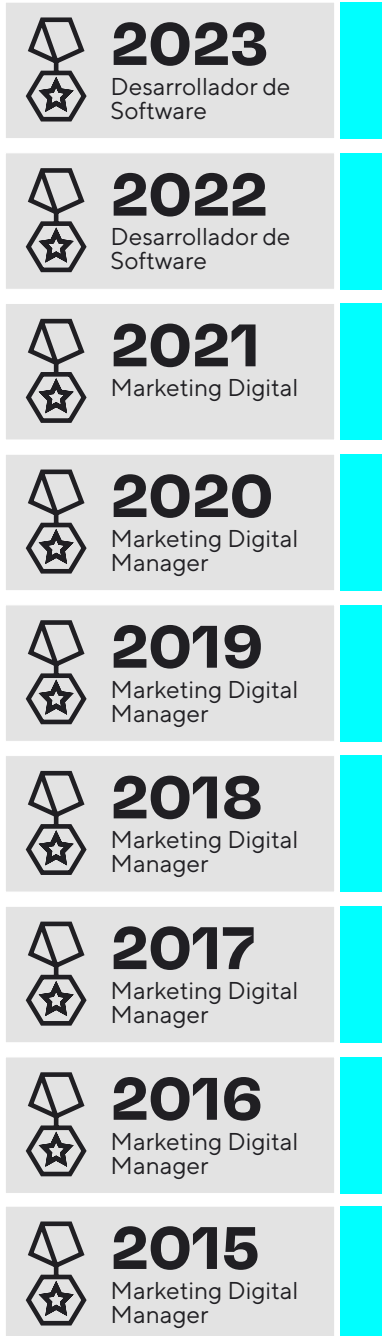 2023
Desarrollador de
Software
2022
Desarrollador de
Software
2021
Marketing Digital
2020
Marketing Digital
Manager
2019
Marketing Digital
Manager
2018
Marketing Digital
Manager
2017
Marketing Digital
Manager
2016
Marketing Digital
Manager
2015
Marketing Digital
Manager